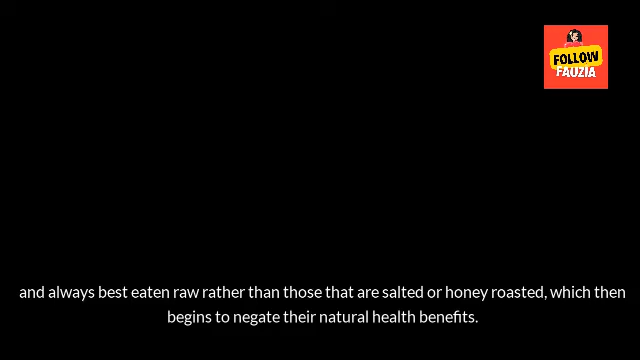 FOLLOW
FAUZIA
and always best eaten raw rather than those that are salted or honey roasted, which then
begins to negate their natural health benefits.